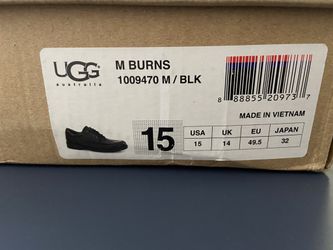 UGG
australia
M BURNS
1009470 M / BLK
8 88855 20973 7
MADE IN VIETNAM
15
USA UK EU JAPAN
15 14 49.5 32